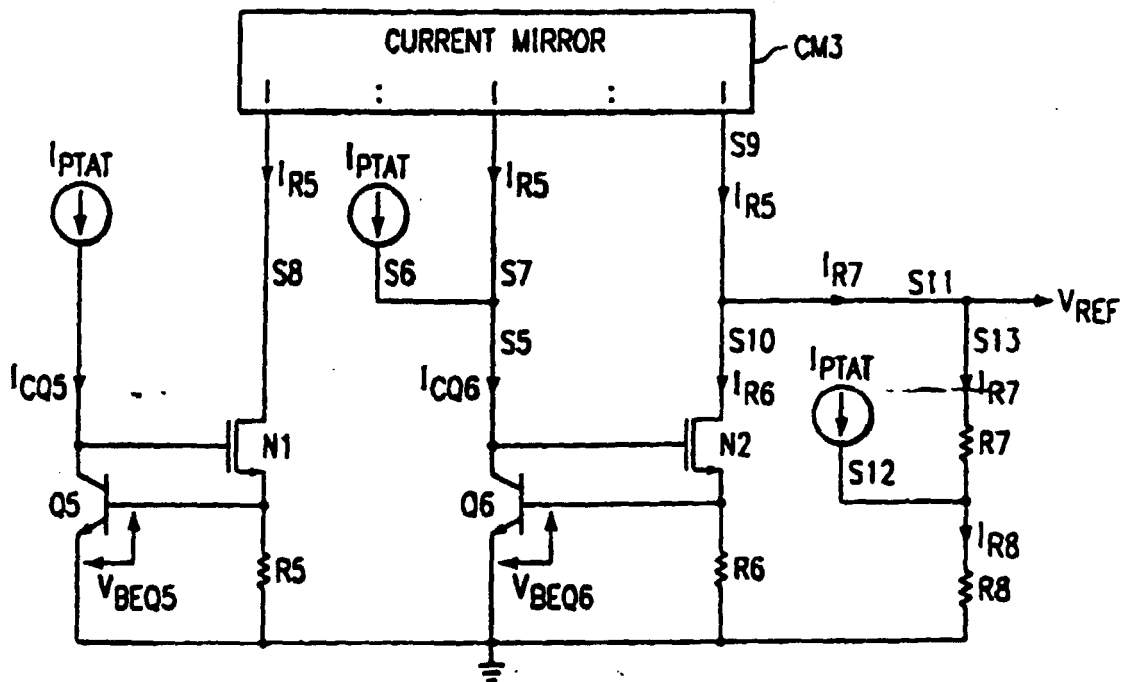 CURRENT MIRROR
CM3
S9
IPTAT
IR5
IPTAT
IR5
IR5
S8
S6
S7
IR7
S11
VREF
S5
S10
S13
ICQ5
ICQ6
IR6
IPTAT
IR7
N1
N2
R7
S12
Q5
Q6
IR8
VBEQ5
R5
VBEQ6
R6
R8